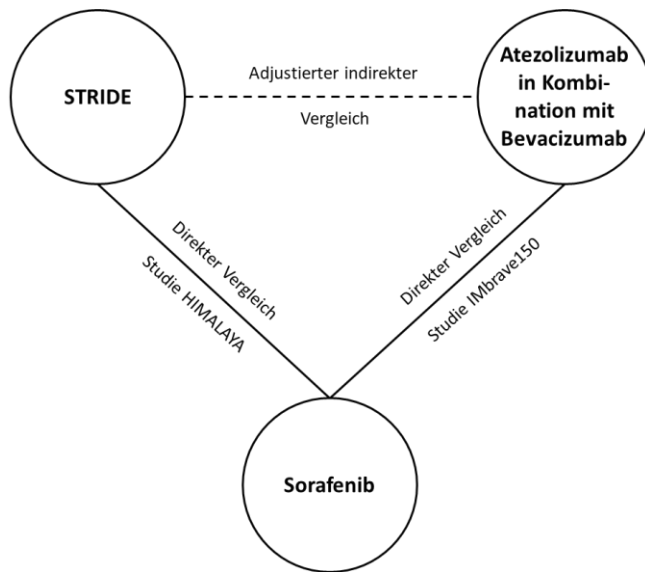 STRIDE
Adjustierter indirekter
Vergleich
Atezolizumab
in Kombi-
nation mit
Bevacizumab
Direkter Vergleich
Studie HIMALAYA
Direkter Vergleich
Studie IMbrave150
Sorafenib